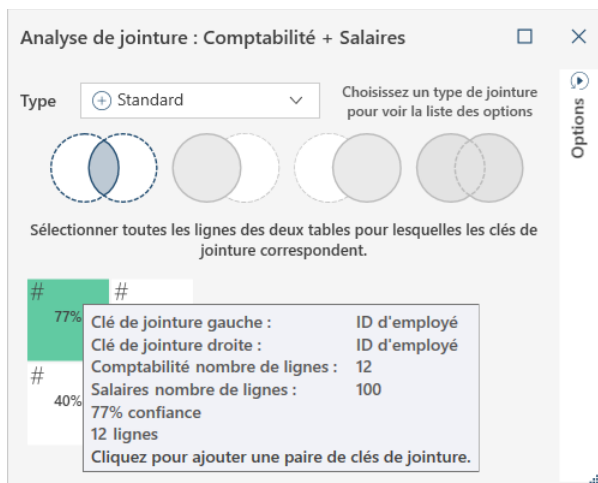 Analyse de jointure : Comptabilité + Salaires
Type
Standard
Choisissez un type de jointure
pour voir la liste des options
Options
Sélectionner toutes les lignes des deux tables pour lesquelles les clés de
jointure correspondent.
# #
77%
#
40%
Clé de jointure gauche : ID d'employé
Clé de jointure droite : ID d'employé
Comptabilité nombre de lignes : 12
Salaires nombre de lignes : 100
77% confiance
12 lignes
Cliquez pour ajouter une paire de clés de jointure.